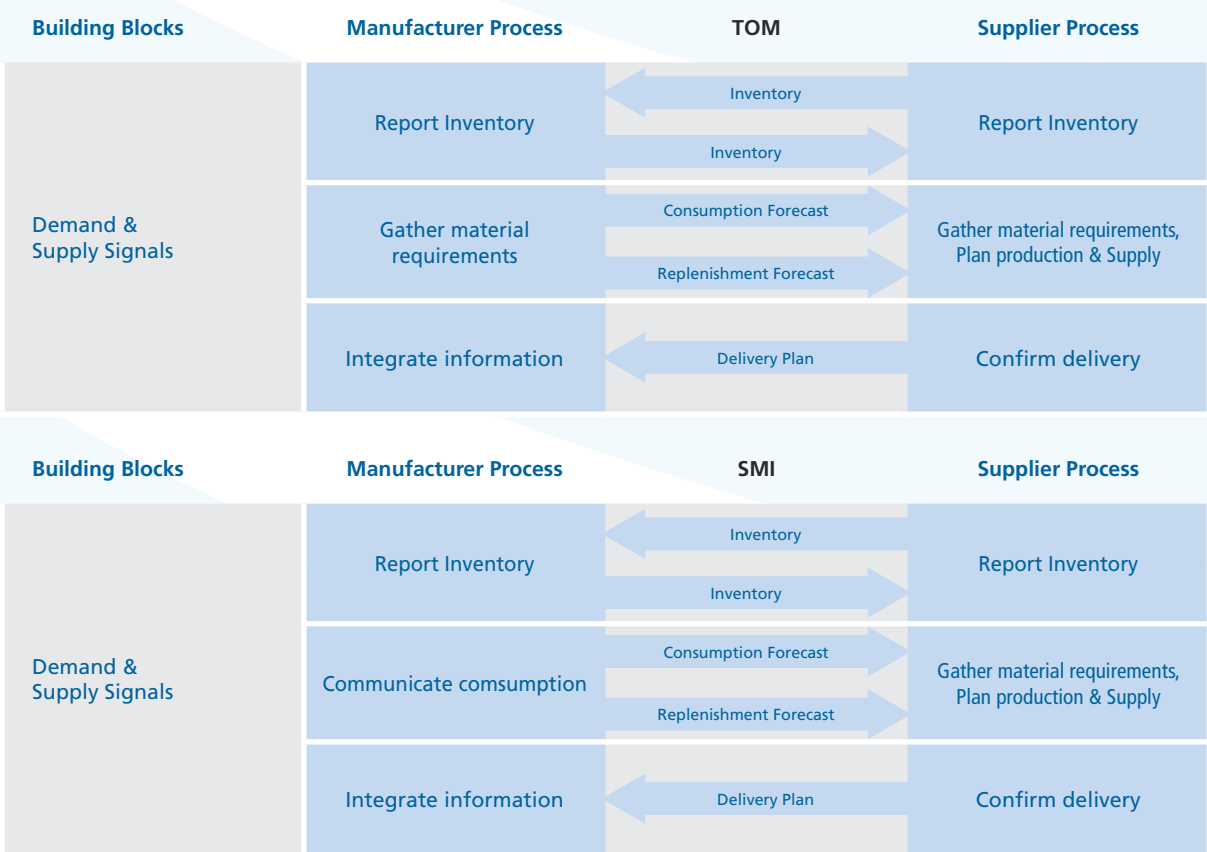 Building Blocks
Manufacturer Process
TOM
Supplier Process
Demand &
Supply Signals
Report Inventory
Inventory
Inventory
Report Inventory
Gather material
requirements
Consumption Forecast
Replenishment Forecast
Gather material requirements,
Plan production & Supply
Integrate information
Delivery Plan
Confirm delivery
Building Blocks
Manufacturer Process
SMI
Supplier Process
Demand &
Supply Signals
Report Inventory
Inventory
Inventory
Report Inventory
Communicate comsumption
Consumption Forecast
Replenishment Forecast
Gather material requirements,
Plan production & Supply
Integrate information
Delivery Plan
Confirm delivery